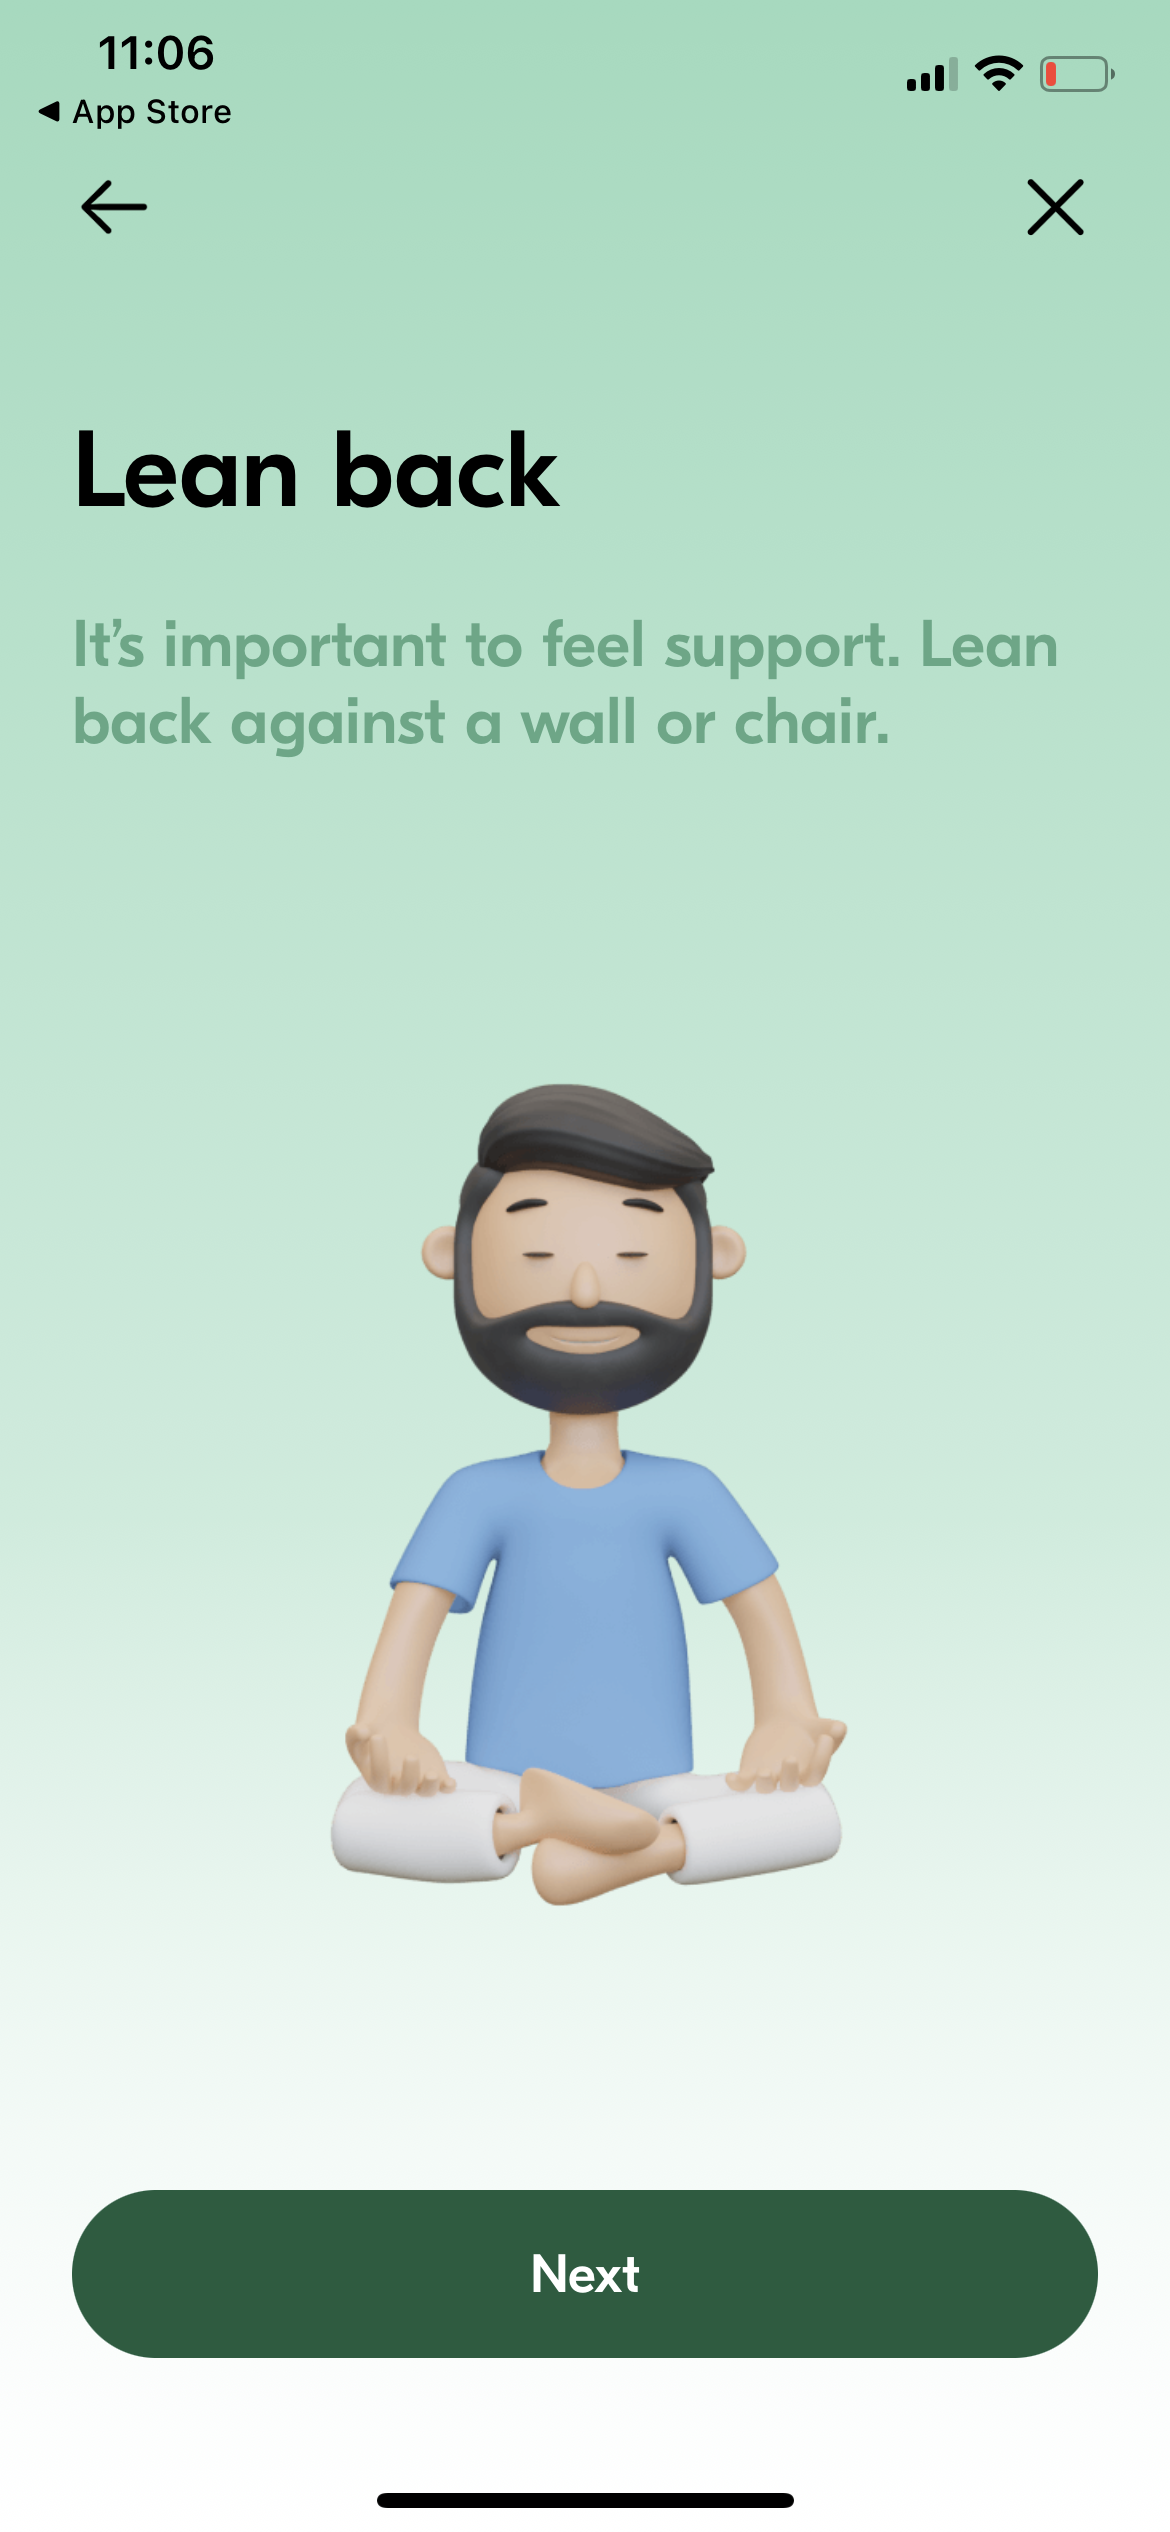 11:06
App Store
Lean back
It’s important to feel support. Lean
back against a wall or chair.
Next